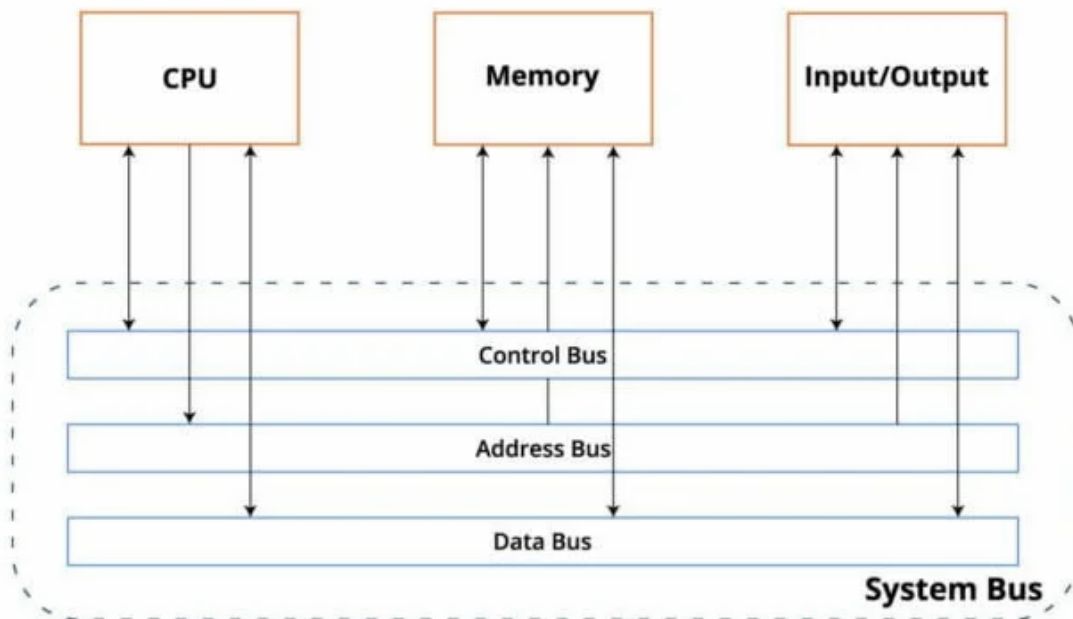 CPU
Memory
Input/Output
Control Bus
Address Bus
Data Bus
System Bus